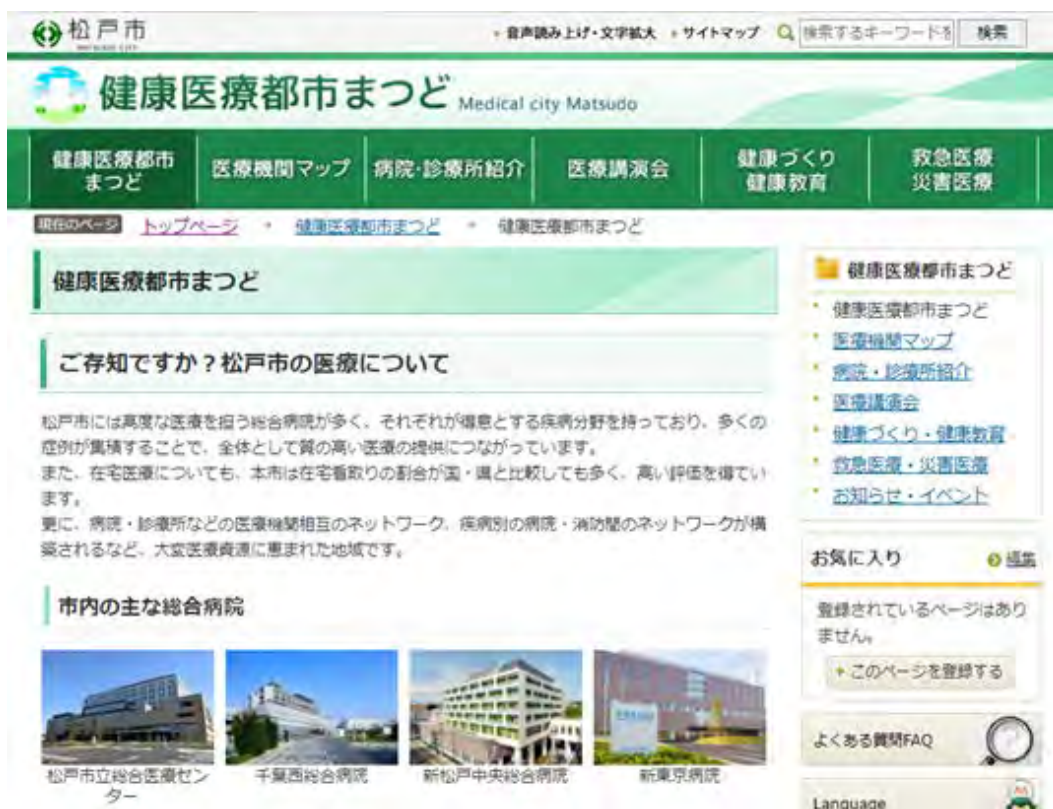 松戸市
音声読み上げ・文字拡大 サイトマップ 検索するキーワードを 検索
健康医療都市まつど Medical city Matsudo
健康医療都市
まつど
医療機関マップ
病院・診療所紹介
医療講演会
健康づくり
健康教育
救急医療
災害医療
現在のページ トップページ 健康医療都市まつど 健康医療都市まつど
健康医療都市まつど
ご存知ですか？松戸市の医療について
松戸市には高度な医療を担う総合病院が多く、それぞれが得意とする疾病分野を持っており、多くの
症例が集積することで、全体として質の高い医療の提供につながっています。
また、在宅医療についても、本市は在宅看取りの割合が国・県と比較しても多く、高い評価を得てい
ます。
更に、病院・診療所などの医療機関相互のネットワーク、疾病別の病院・消防間のネットワークが構
築されるなど、大変医療資源に恵まれた地域です。
市内の主な総合病院
松戸市立総合医療セン
ター
千葉西総合病院
新松戸中央総合病院
新東京病院
健康医療都市まつど
健康医療都市まつど
医療機関マップ
病院・診療所紹介
医療講演会
健康づくり・健康教育
救急医療・災害医療
お知らせ・イベント
お気に入り 編集
登録されているページはあり
ません。
このページを登録する
よくある質問FAQ
Language